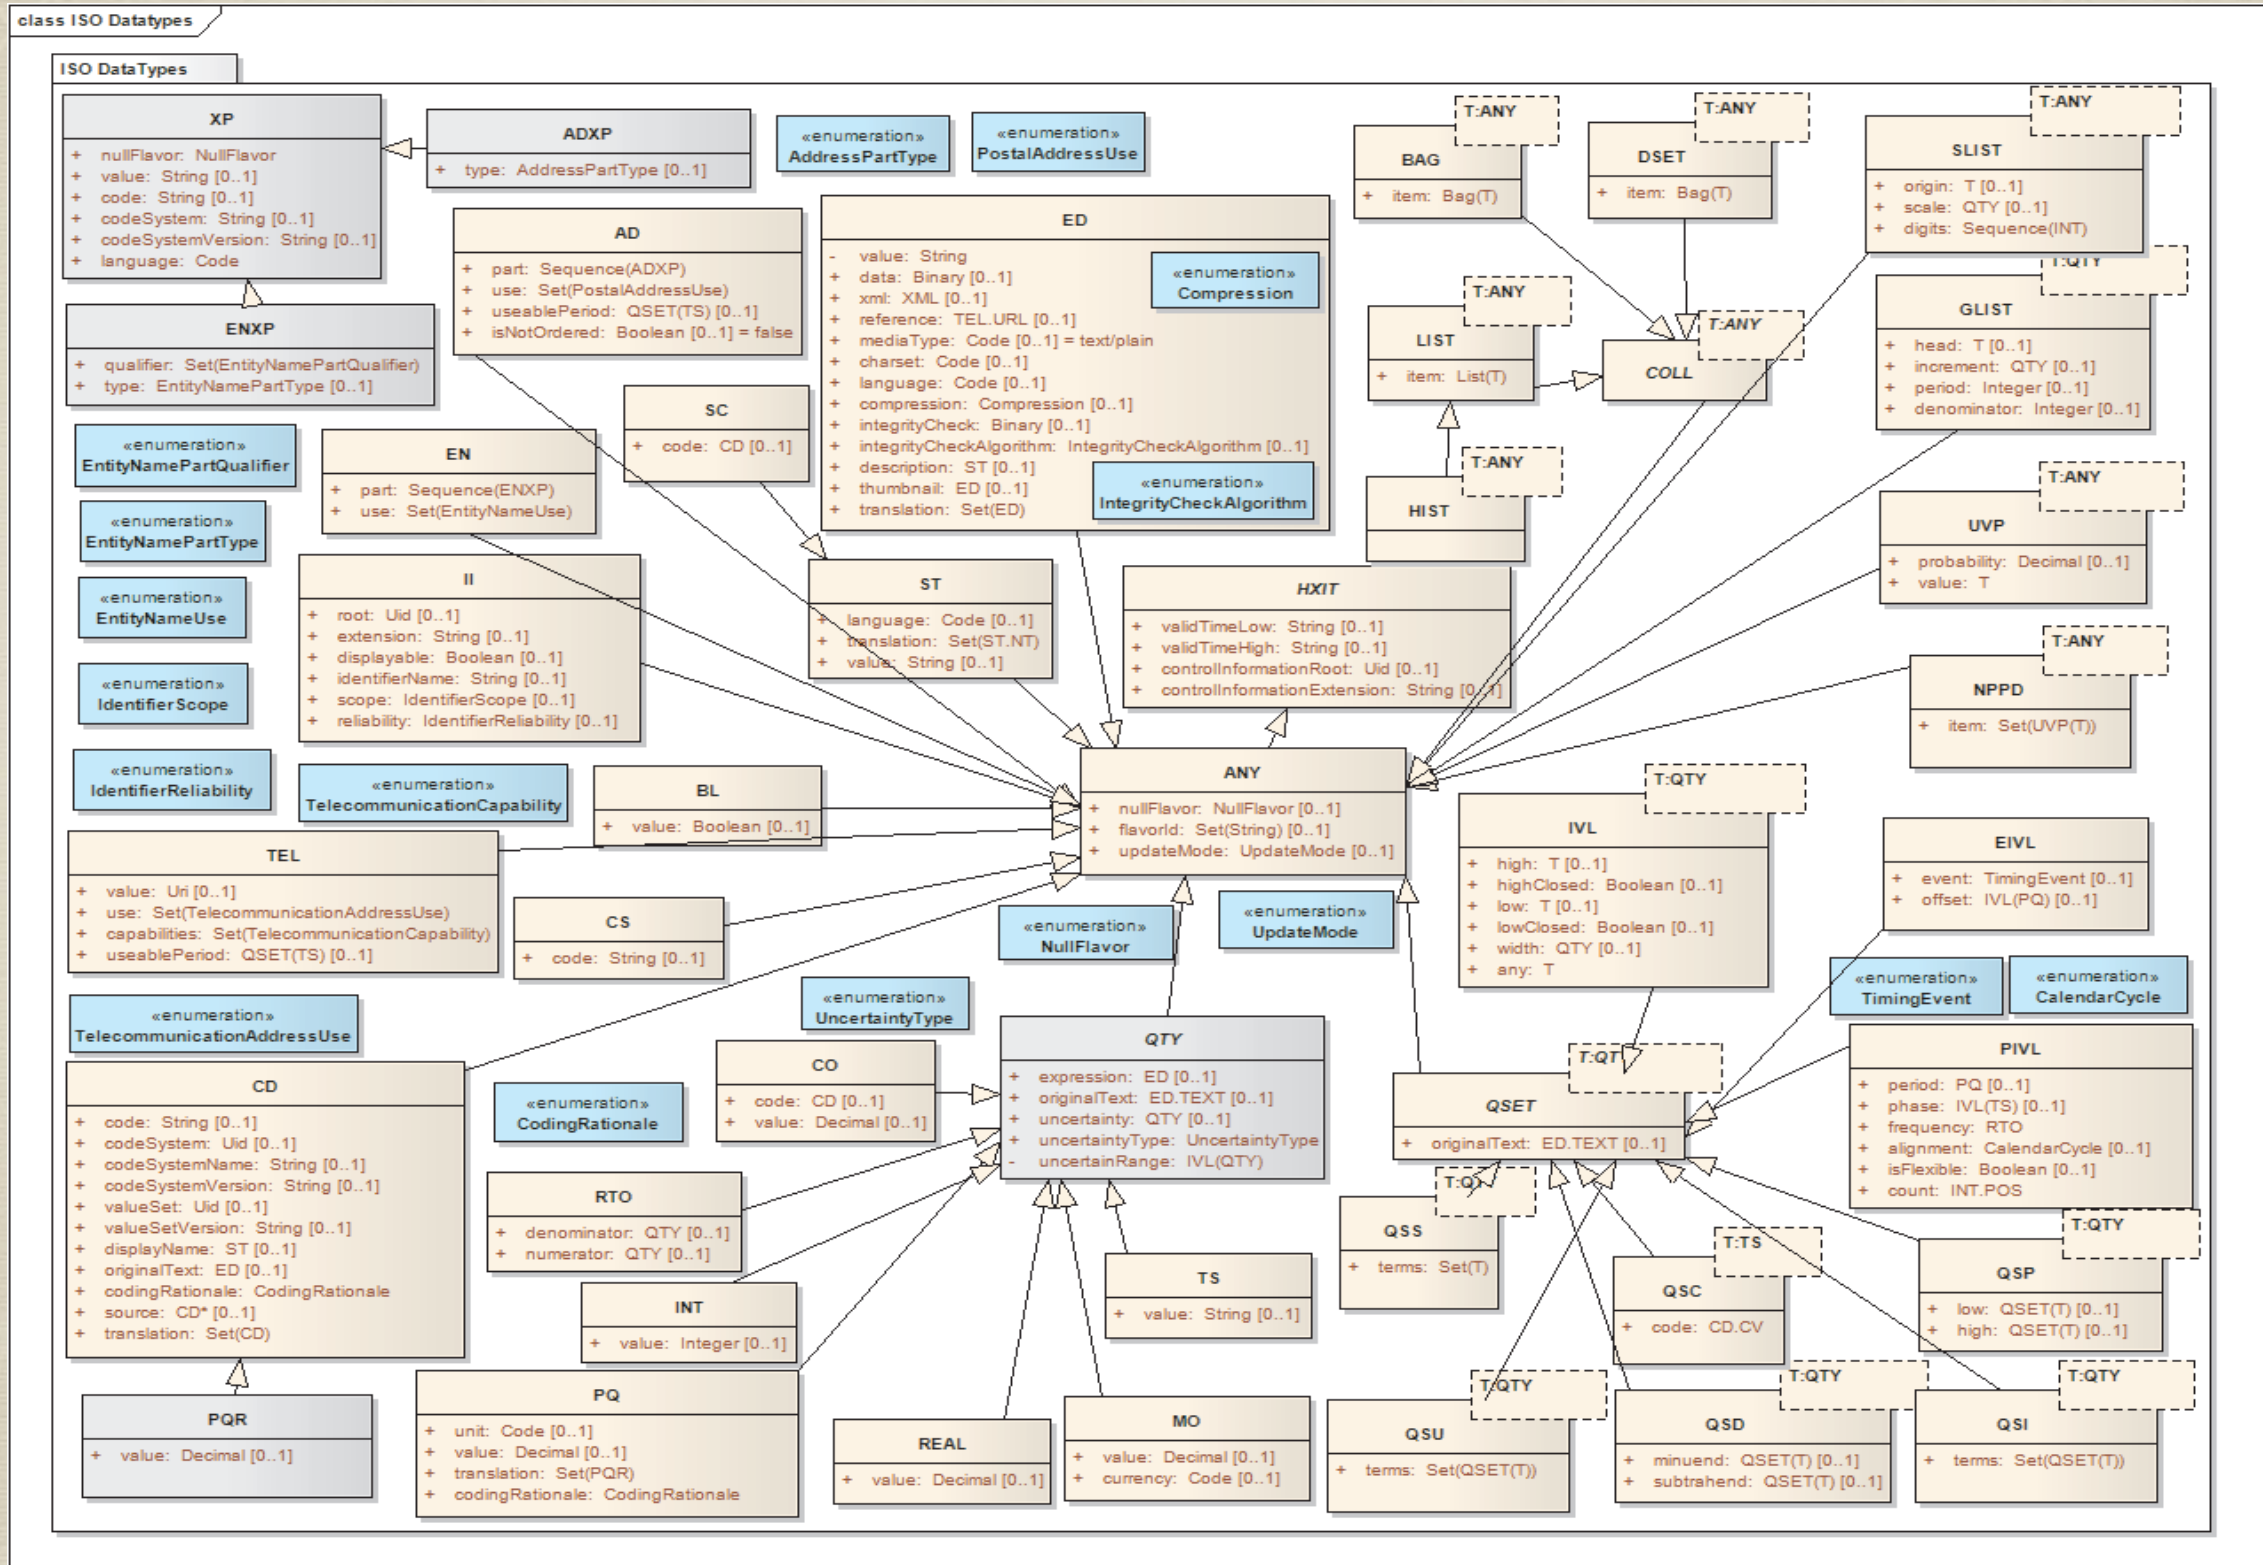 class ISO Datatypes
ISO DataTypes
XP
+ nullFlavor: NullFlavor
+ value: String [0..1]
+ code: String [0..1]
+ codeSystem: String [0..1]
+ codeSystemVersion: String [0..1]
+ language: Code
ADXP
+ type: AddressPartType [0..1]
«enumeration»
AddressPartType
«enumeration»
PostalAddressUse
T:ANY
BAG
+ item: Bag(T)
T:ANY
DSET
+ item: Bag(T)
T:ANY
SLIST
+ origin: T [0..1]
+ scale: QTY [0..1]
+ digits: Sequence(INT)
AD
+ part: Sequence(ADXP)
+ use: Set(PostalAddressUse)
+ useablePeriod: QSET(TS) [0..1]
+ isNotOrdered: Boolean [0..1] = false
ED
- value: String
+ data: Binary [0..1]
+ xml: XML [0..1]
+ reference: TEL.URL [0..1]
+ mediaType: Code [0..1] = text/plain
+ charset: Code [0..1]
+ language: Code [0..1]
+ compression: Compression [0..1]
+ integrityCheck: Binary [0..1]
+ integrityCheckAlgorithm: IntegrityCheckAlgorithm [0..1]
+ description: ST [0..1]
+ thumbnail: ED [0..1]
+ translation: Set(ED)
«enumeration»
Compression
«enumeration»
IntegrityCheckAlgorithm
T:ANY
LIST
+ item: List(T)
T:ANY
COLL
T:QTY
GLIST
+ head: T [0..1]
+ increment: QTY [0..1]
+ period: Integer [0..1]
+ denominator: Integer [0..1]
ENXP
+ qualifier: Set(EntityNamePartQualifier)
+ type: EntityNamePartType [0..1]
SC
+ code: CD [0..1]
«enumeration»
EntityNamePartQualifier
EN
+ part: Sequence(ENXP)
+ use: Set(EntityNameUse)
T:ANY
HIST
T:ANY
UVP
+ probability: Decimal [0..1]
+ value: T
«enumeration»
EntityNamePartType
«enumeration»
EntityNameUse
II
+ root: Uid [0..1]
+ extension: String [0..1]
+ displayable: Boolean [0..1]
+ identifierName: String [0..1]
+ scope: IdentifierScope [0..1]
+ reliability: IdentifierReliability [0..1]
ST
+ language: Code [0..1]
+ translation: Set(ST.NT)
+ value: String [0..1]
HXIT
+ validTimeLow: String [0..1]
+ validTimeHigh: String [0..1]
+ controlInformationRoot: Uid [0..1]
+ controlInformationExtension: String [0..1]
T:ANY
NPPD
+ item: Set(UVP(T))
«enumeration»
IdentifierScope
«enumeration»
IdentifierReliability
«enumeration»
TelecommunicationCapability
BL
+ value: Boolean [0..1]
ANY
+ nullFlavor: NullFlavor [0..1]
+ flavorId: Set(String) [0..1]
+ updateMode: UpdateMode [0..1]
T:QTY
IVL
+ high: T [0..1]
+ highClosed: Boolean [0..1]
+ low: T [0..1]
+ lowClosed: Boolean [0..1]
+ width: QTY [0..1]
+ any: T
EIVL
+ event: TimingEvent [0..1]
+ offset: IVL(PQ) [0..1]
TEL
+ value: Uri [0..1]
+ use: Set(TelecommunicationAddressUse)
+ capabilities: Set(TelecommunicationCapability)
+ useablePeriod: QSET(TS) [0..1]
CS
+ code: String [0..1]
«enumeration»
NullFlavor
«enumeration»
UpdateMode
«enumeration»
TimingEvent
«enumeration»
CalendarCycle
«enumeration»
TelecommunicationAddressUse
«enumeration»
UncertaintyType
CD
+ code: String [0..1]
+ codeSystem: Uid [0..1]
+ codeSystemName: String [0..1]
+ codeSystemVersion: String [0..1]
+ valueSet: Uid [0..1]
+ valueSetVersion: String [0..1]
+ displayName: ST [0..1]
+ originalText: ED [0..1]
+ codingRationale: CodingRationale
+ source: CD* [0..1]
+ translation: Set(CD)
«enumeration»
CodingRationale
CO
+ code: CD [0..1]
+ value: Decimal [0..1]
QTY
+ expression: ED [0..1]
+ originalText: ED.TEXT [0..1]
+ uncertainty: QTY [0..1]
+ uncertaintyType: UncertaintyType
- uncertainRange: IVL(QTY)
T:QT
QSET
+ originalText: ED.TEXT [0..1]
PIVL
+ period: PQ [0..1]
+ phase: IVL(TS) [0..1]
+ frequency: RTO
+ alignment: CalendarCycle [0..1]
+ isFlexible: Boolean [0..1]
+ count: INT.POS
RTO
+ denominator: QTY [0..1]
+ numerator: QTY [0..1]
INT
+ value: Integer [0..1]
TS
+ value: String [0..1]
T:QT
QSS
+ terms: Set(T)
T:TS
QSC
+ code: CD.CV
T:QTY
QSP
+ low: QSET(T) [0..1]
+ high: QSET(T) [0..1]
PQR
+ value: Decimal [0..1]
PQ
+ unit: Code [0..1]
+ value: Decimal [0..1]
+ translation: Set(PQR)
+ codingRationale: CodingRationale
REAL
+ value: Decimal [0..1]
MO
+ value: Decimal [0..1]
+ currency: Code [0..1]
T:QTY
QSU
+ terms: Set(QSET(T))
T:QTY
QSD
+ minuend: QSET(T) [0..1]
+ subtrahend: QSET(T) [0..1]
T:QTY
QSI
+ terms: Set(QSET(T))